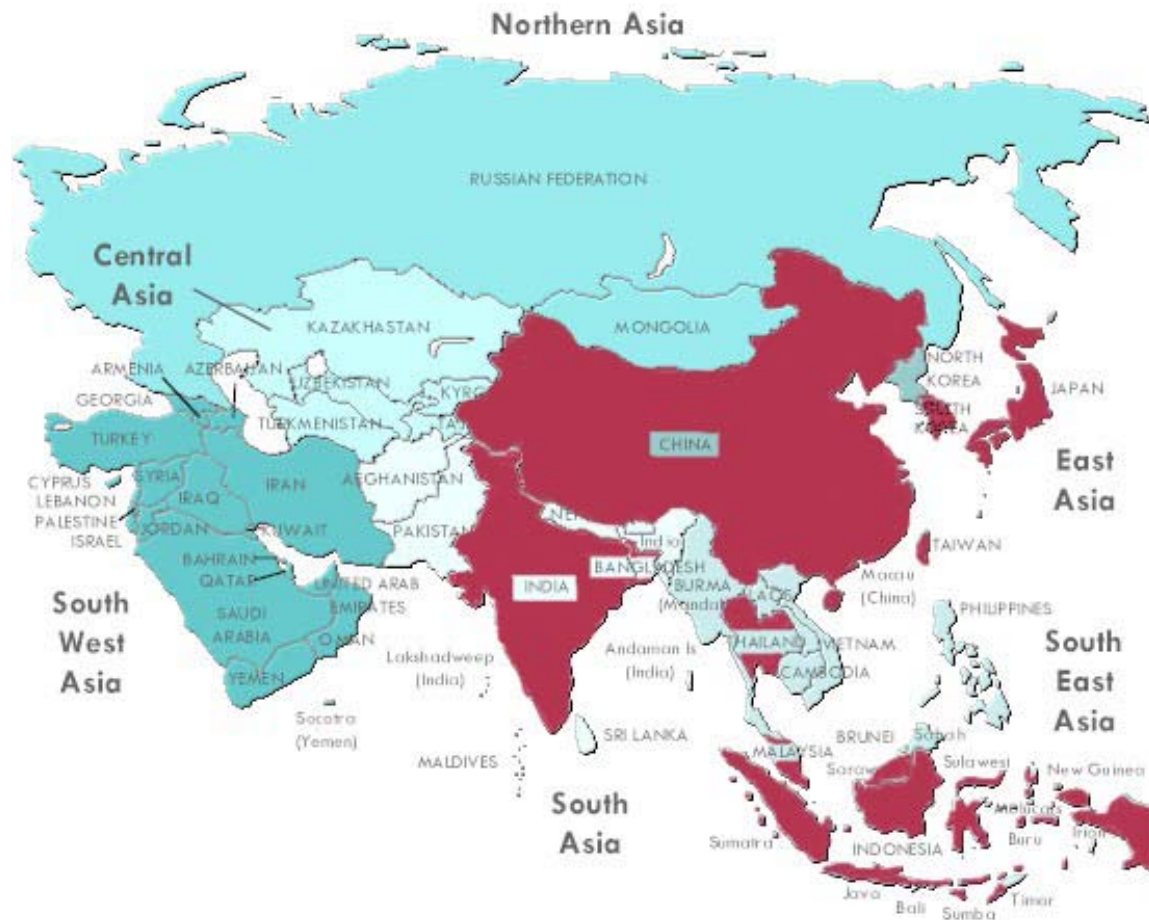 Northern Asia
RUSSIAN FEDERATION
Central
Asia
KAZAKHSTAN
MONGOLIA
ARMENIA
AZERBAIJAN
GEORGIA
UZBEKISTAN
TURKMENISTAN
TURKEY
NORTH
KOREA
JAPAN
SOUTH
KOREA
CHINA
East
Asia
CYPRUS
LEBANON
PALESTINE
ISRAEL
SYRIA
IRAQ
IRAN
JORDAN
KUWAIT
AFGHANISTAN
PAKISTAN
BAHRAIN
QATAR
UNITED ARAB
EMIRATES
SAUDI
ARABIA
OMAN
YEMEN
South
West
Asia
Socotra
(Yemen)
India
BANGLADESH
INDIA
BURMA
LAOS
TAIWAN
Macau
(China)
PHILIPPINES
THAILAND
VIETNAM
CAMBODIA
Lakshadweep
(India)
Andaman Is
(India)
SRI LANKA
MALDIVES
South
Asia
South
East
Asia
BRUNEI
Sabah
MALAYSIA
Sulawesi
New Guinea
Sumatra
INDONESIA
Buru
Java
Bali
Sumba
Timor